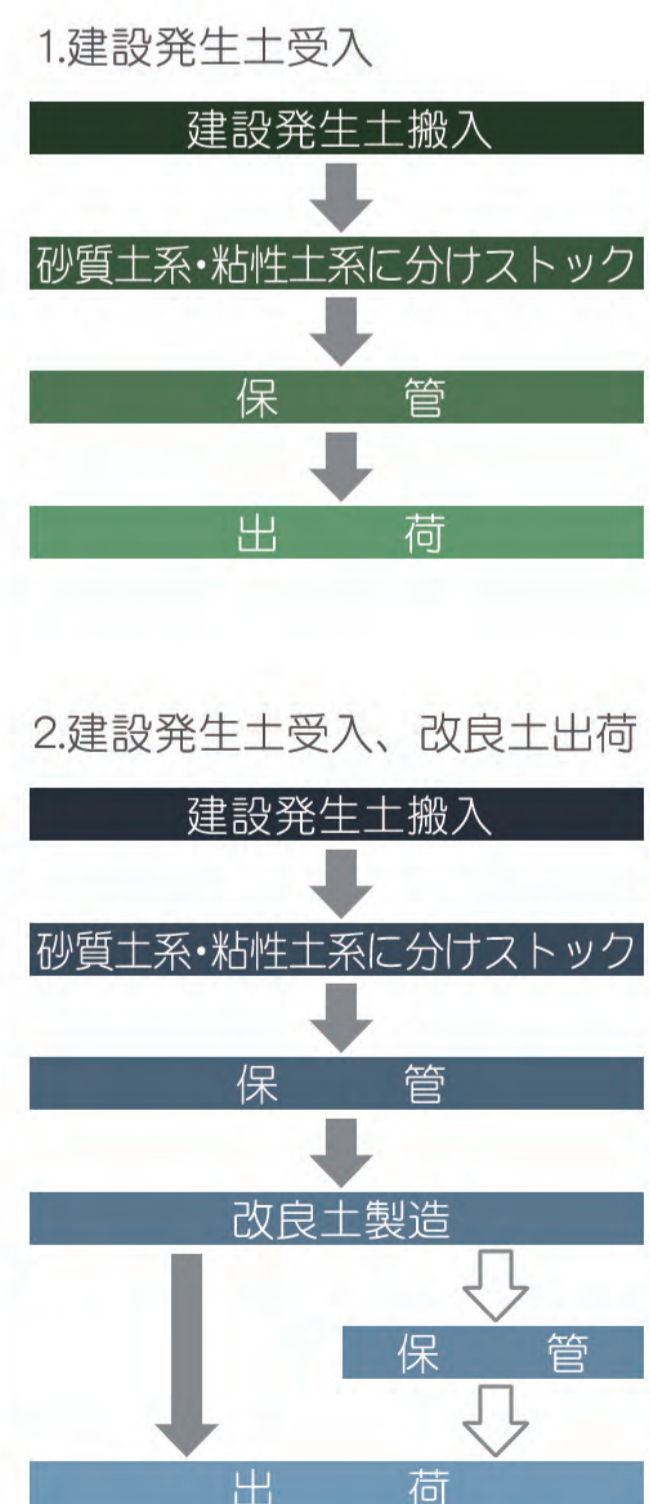 1.建設発生土受入
建設発生土搬入
砂質土系・粘性土系に分けストック
保　管
出　荷
2.建設発生土受入、改良土出荷
建設発生土搬入
砂質土系・粘性土系に分けストック
保　管
改良土製造
保　管
出　荷